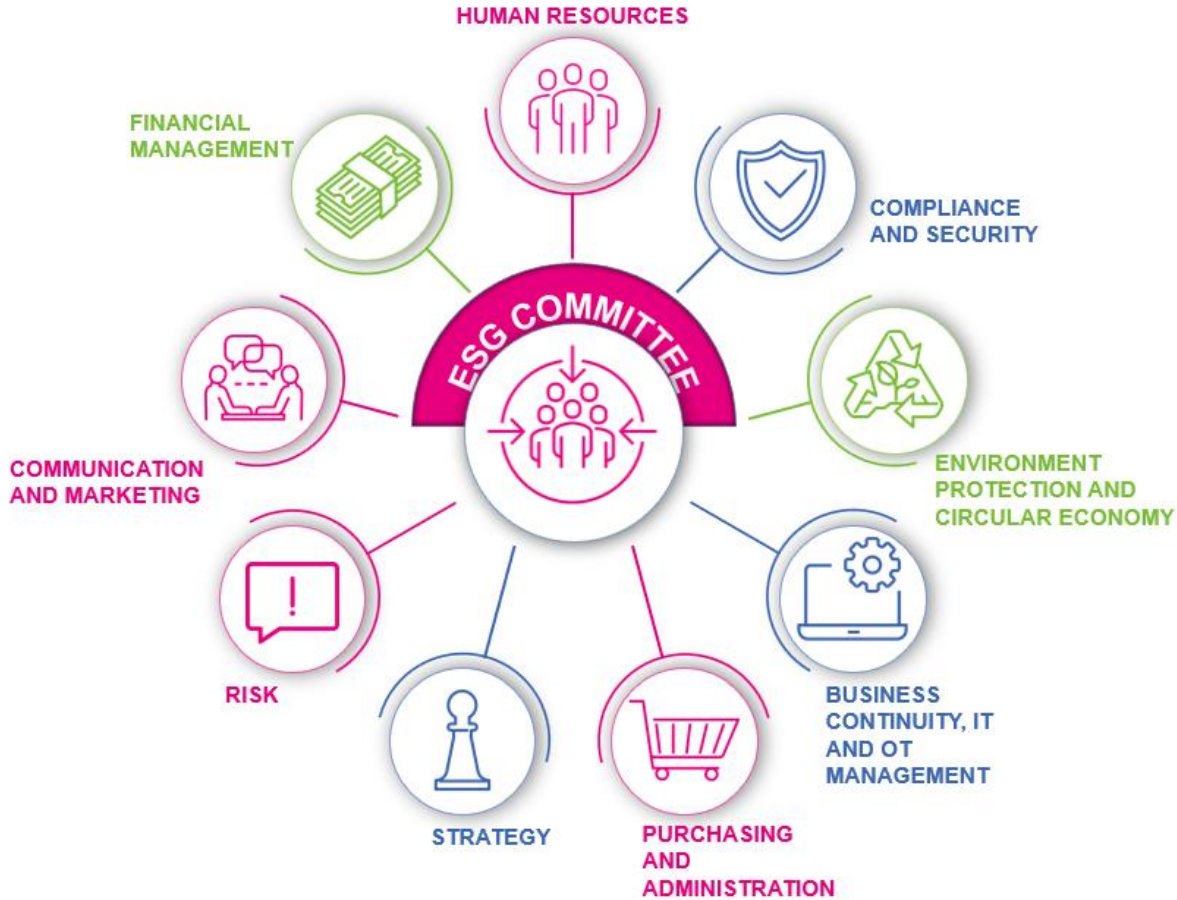 HUMAN RESOURCES
FINANCIAL
MANAGEMENT
COMPLIANCE
AND SECURITY
ESG COMMITTEE
COMMUNICATION
AND MARKETING
ENVIRONMENT
PROTECTION AND
CIRCULAR ECONOMY
RISK
BUSINESS
CONTINUITY, IT
AND OT
MANAGEMENT
STRATEGY
PURCHASING
AND
ADMINISTRATION